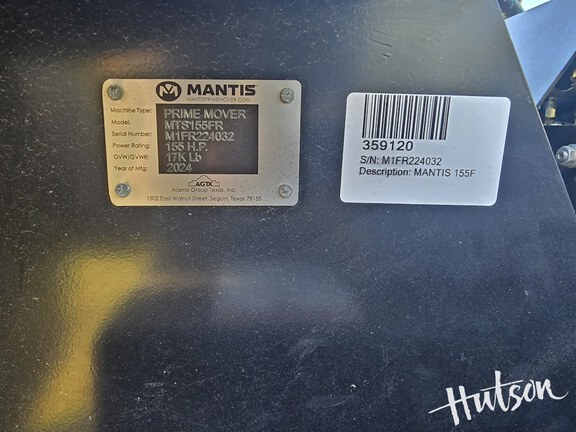 MANTIS
MANTISPRIMEMOVER.COM
Machine Type: PRIME MOVER
Model: MTS155FR
Serial Number: M1FR224032
Power Rating: 155 H.P.
GVW/GVWR: 17K Lb
Year of Mfg: 2024
AGTX
Alamo Group Texas, Inc.
1502 East Walnut Street, Seguin, Texas 78155
359120
S/N: M1FR224032
Description: MANTIS 155F
Hutson